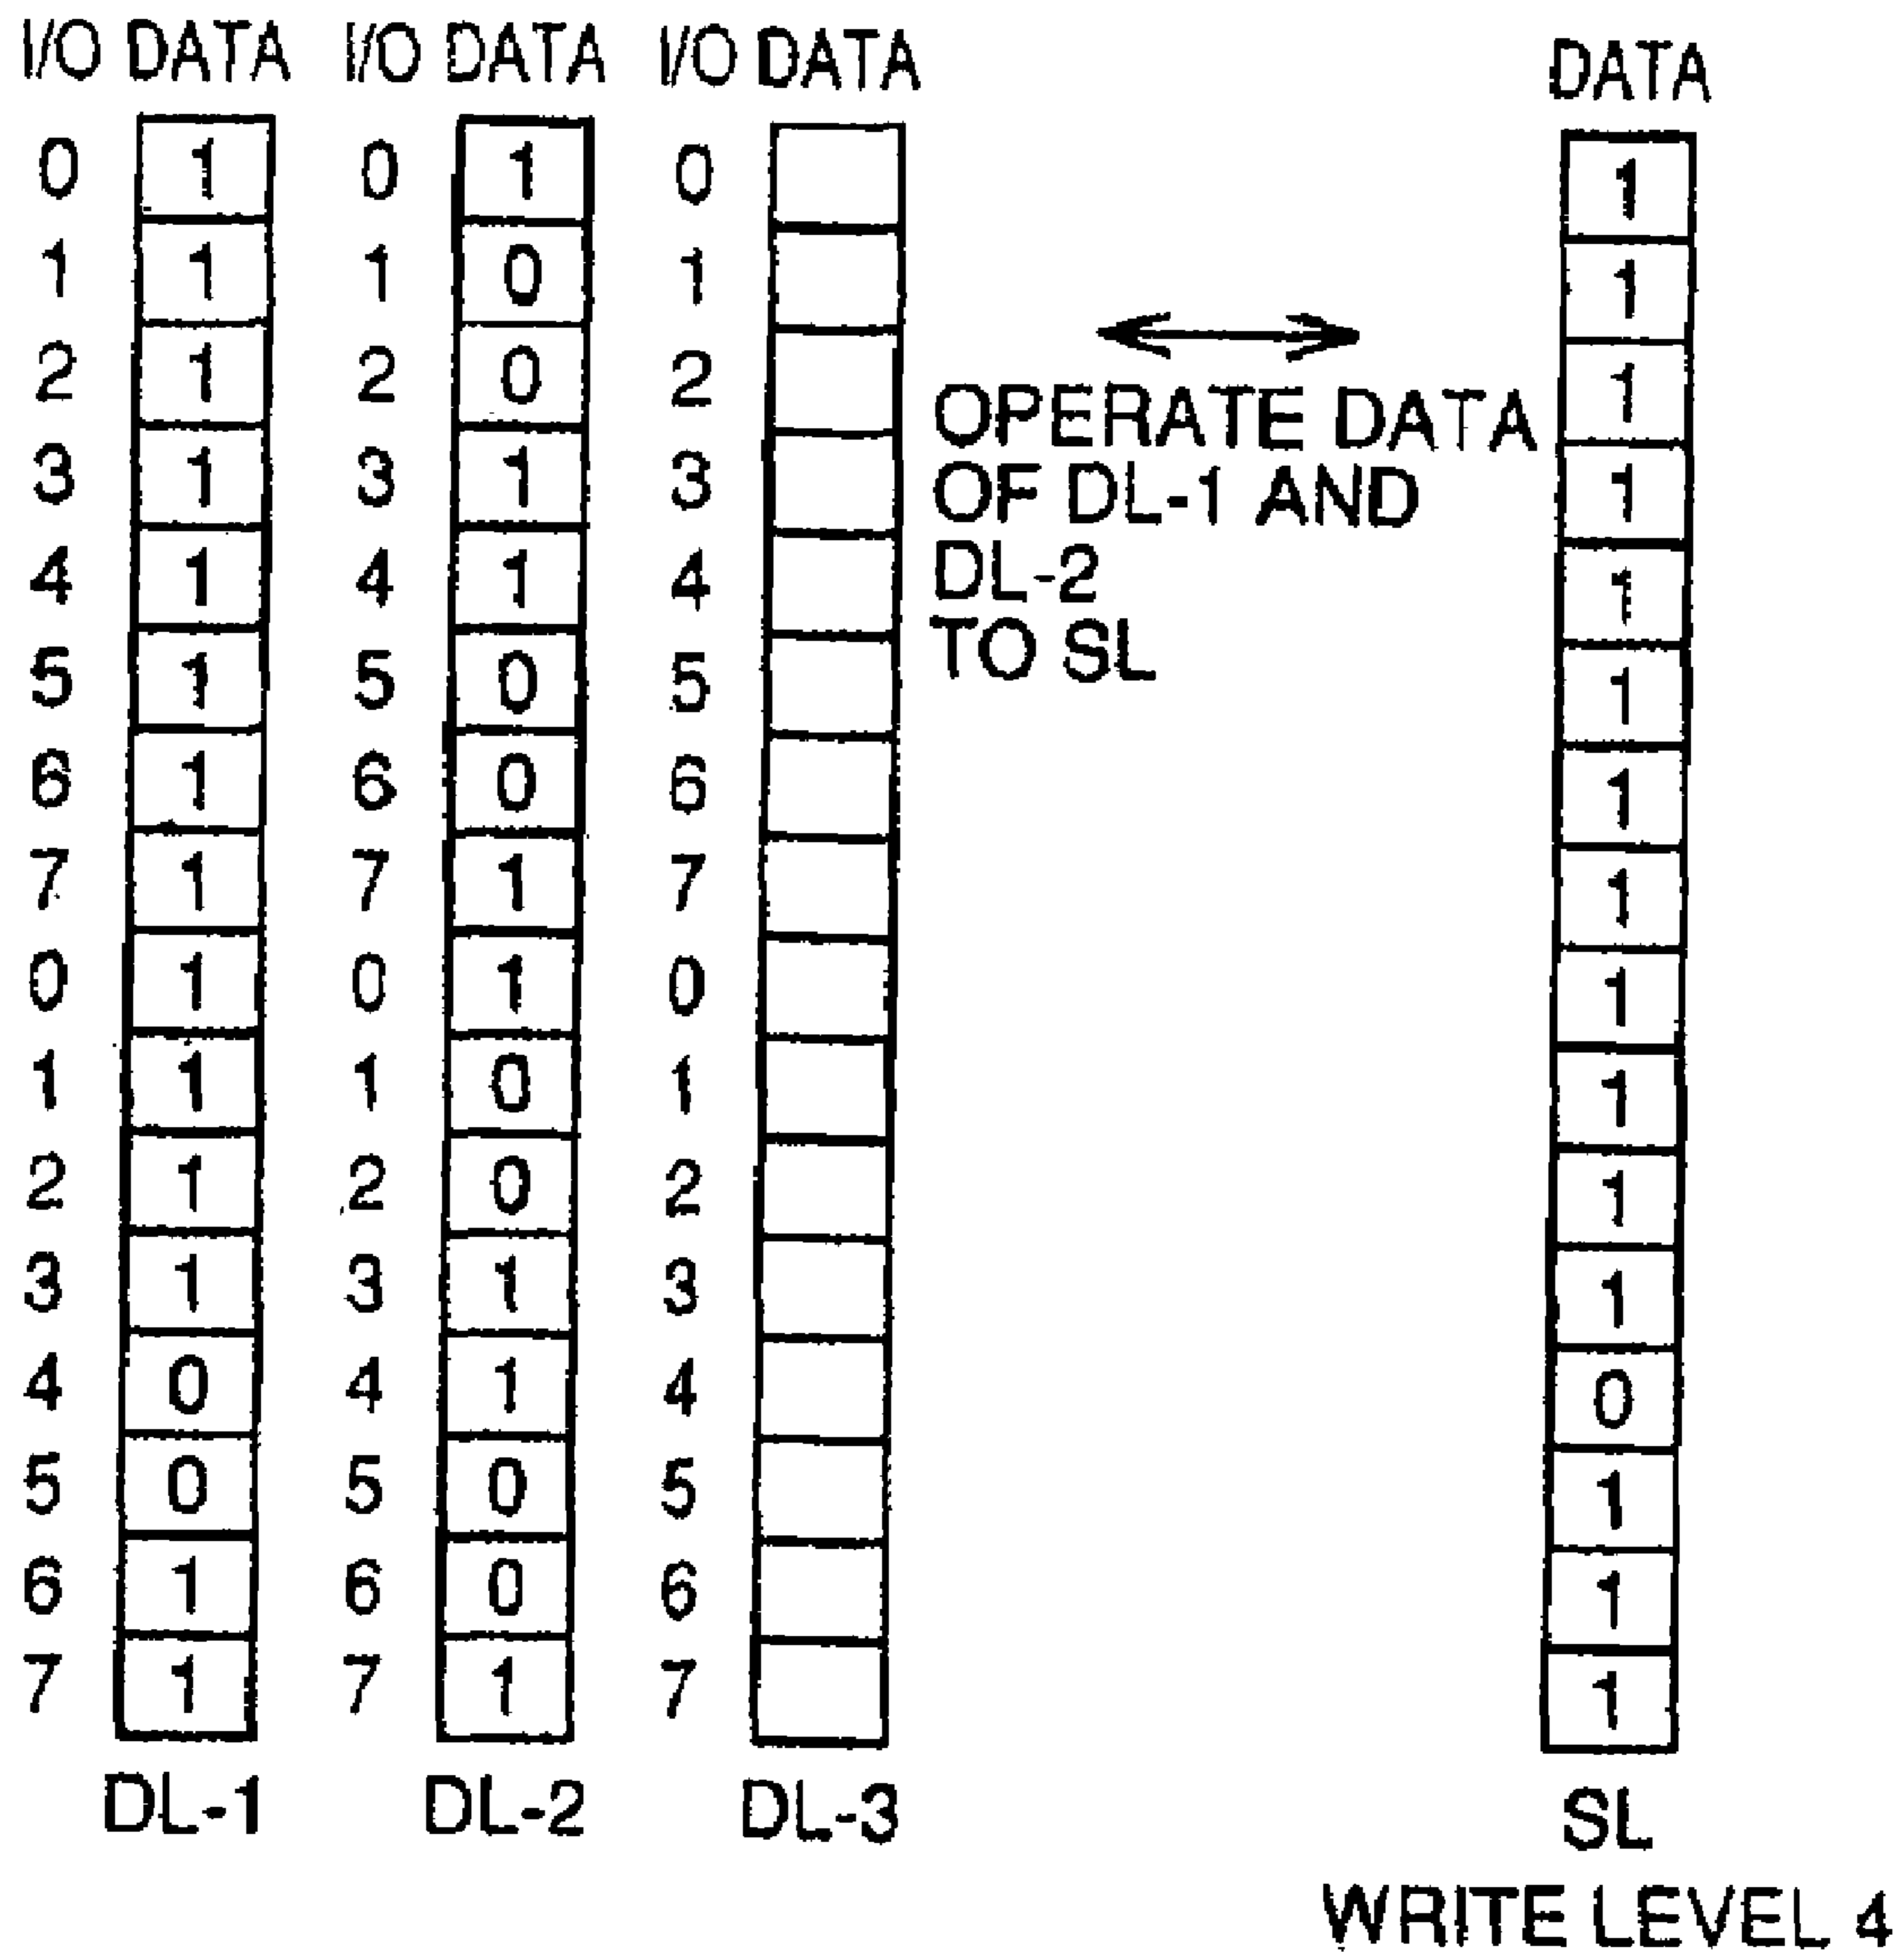 I/O DATA I/O DATA I/O DATA DATA
0 1 0 1 0 1
1 1 1 0 1 1
2 1 2 0 2 1
3 1 3 1 3 1
4 1 4 1 4 1
5 1 5 0 5 1
6 1 6 0 6 1
7 1 7 1 7 1
0 1 0 1 0 1
1 1 1 0 1 1
2 1 2 0 2 1
3 1 3 1 3 1
4 0 4 1 4 0
5 0 5 0 5 1
6 1 6 0 6 1
7 1 7 1 7 1
OPERATE DATA
OF DL-1 AND
DL-2
TO SL
DL-1 DL-2 DL-3 SL
WRITE LEVEL 4